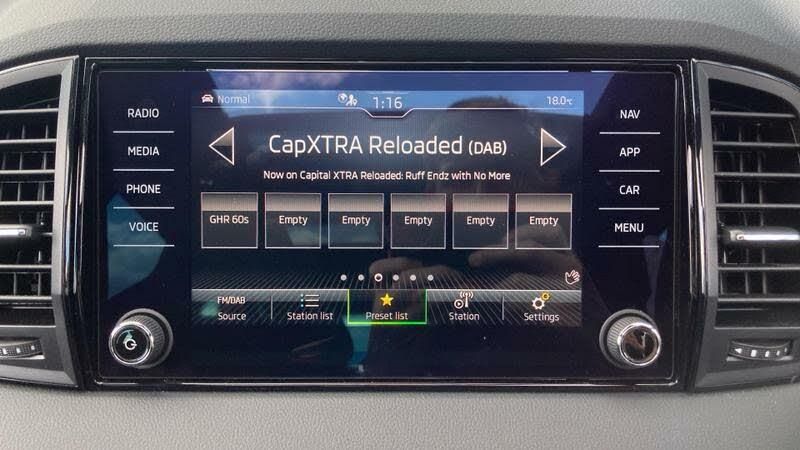 Normal
1:16
18.0°C
RADIO
MEDIA
PHONE
VOICE
NAV
APP
CAR
MENU
CapXTRA Reloaded (DAB)
Now on Capital XTRA Reloaded: Ruff Endz with No More
GHR 60s
Empty
Empty
Empty
Empty
Empty
FM/DAB
Source
Station list
Preset list
Station
Settings